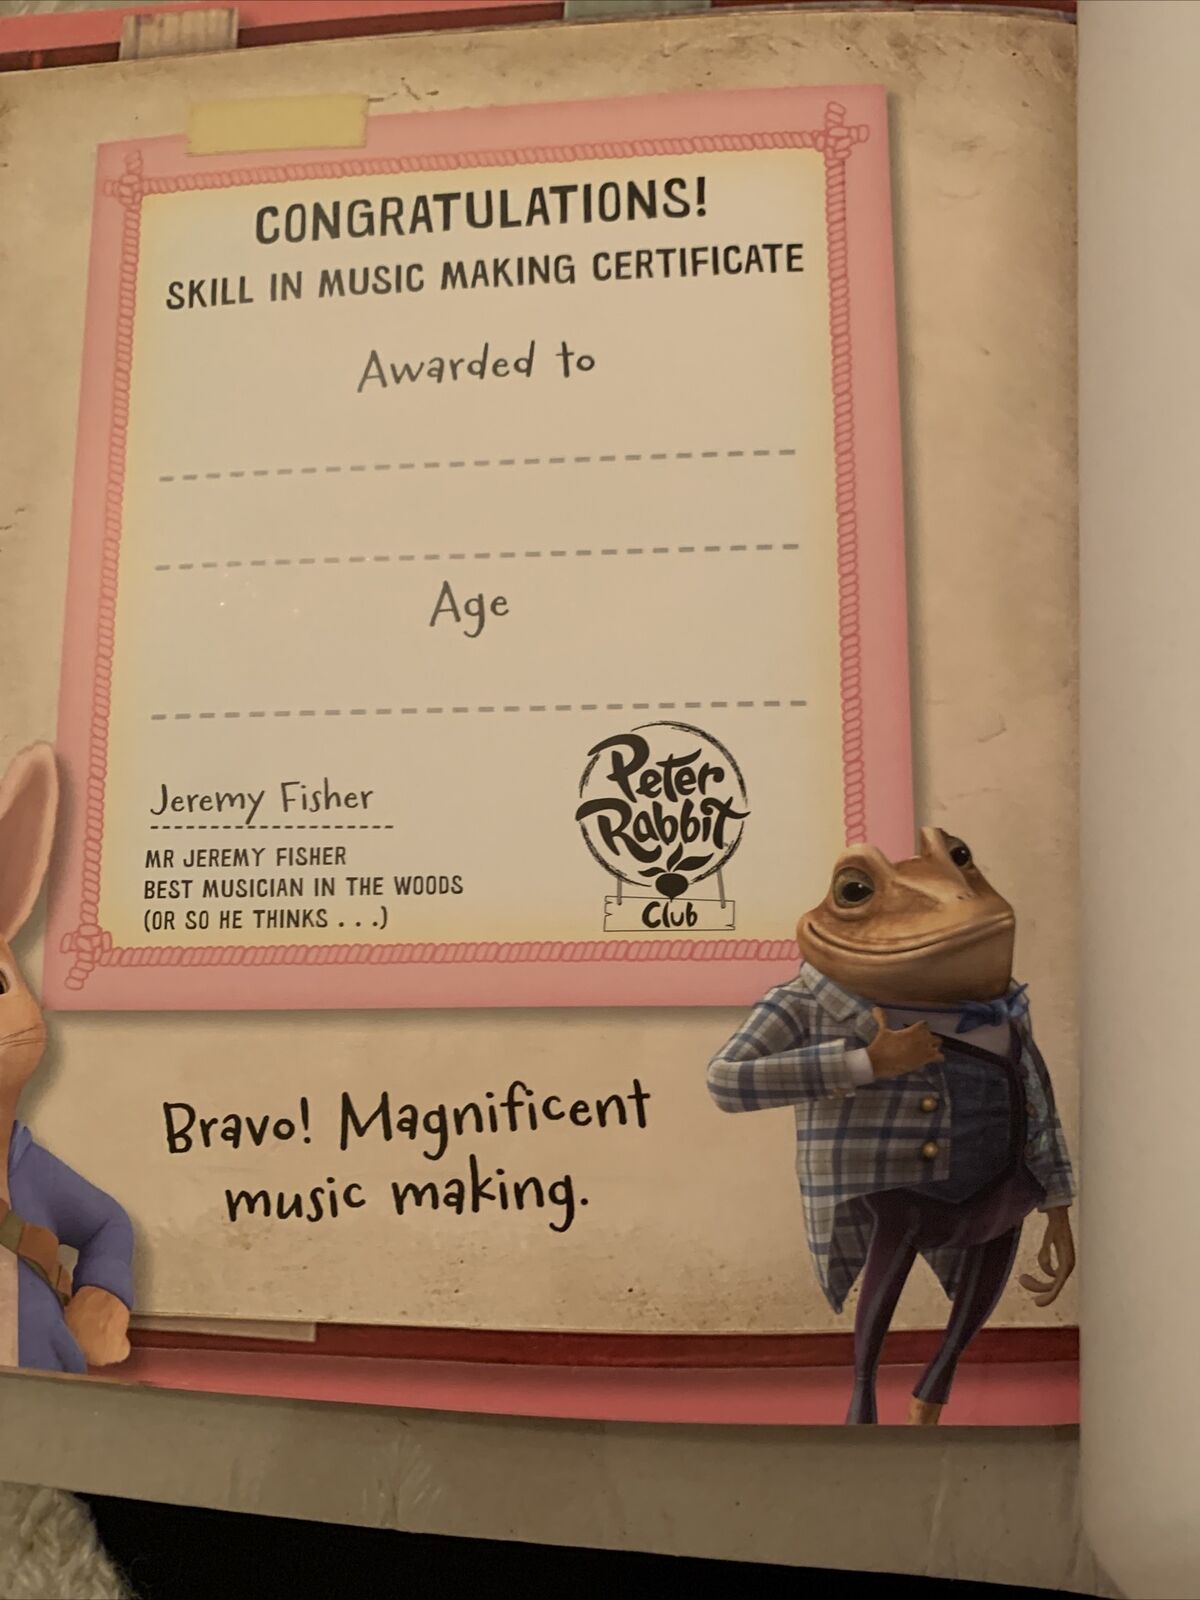 CONGRATULATIONS!
SKILL IN MUSIC MAKING CERTIFICATE
Awarded to
Age
Jeremy Fisher
MR JEREMY FISHER
BEST MUSICIAN IN THE WOODS
(OR SO HE THINKS . . .)
Peter
Rabbit
Club
Bravo! Magnificent
music making.